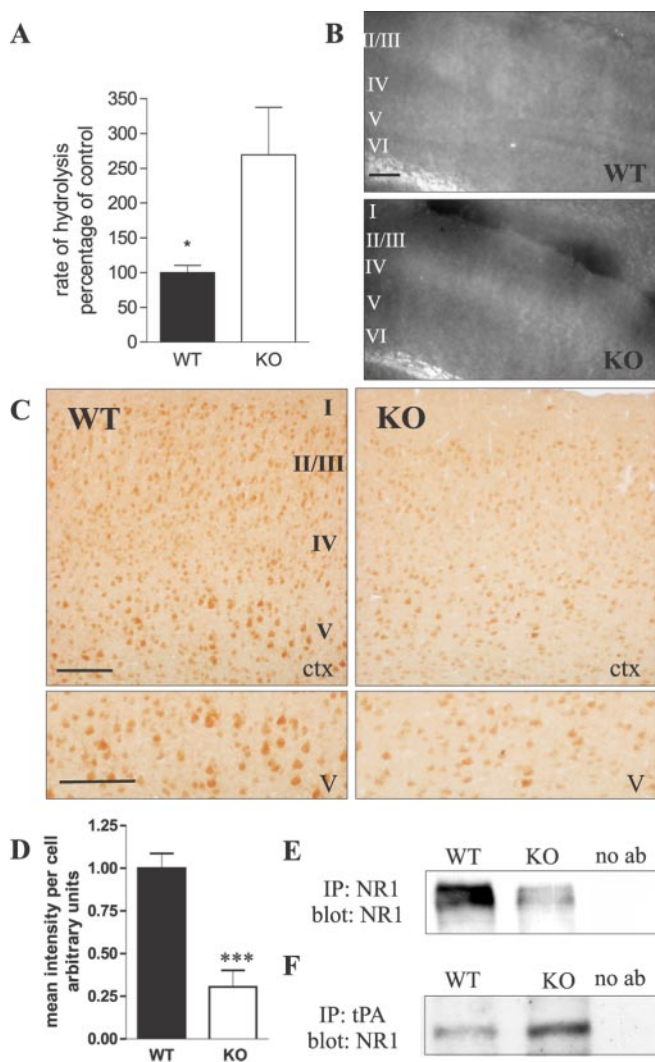 A
rate of hydrolysis
percentage of control
350
300
250
200
150
100
50
0
*
WT
KO
B
II/III
IV
V
VI
WT
I
II/III
IV
V
VI
KO
C
WT
I
II/III
IV
V
ctx
V
KO
ctx
V
D
mean intensity per cell
arbitrary units
1.25
1.00
0.75
0.50
0.25
0.00
***
WT
KO
E
WT KO no ab
IP: NR1
blot: NR1
F
WT KO no ab
IP: tPA
blot: NR1